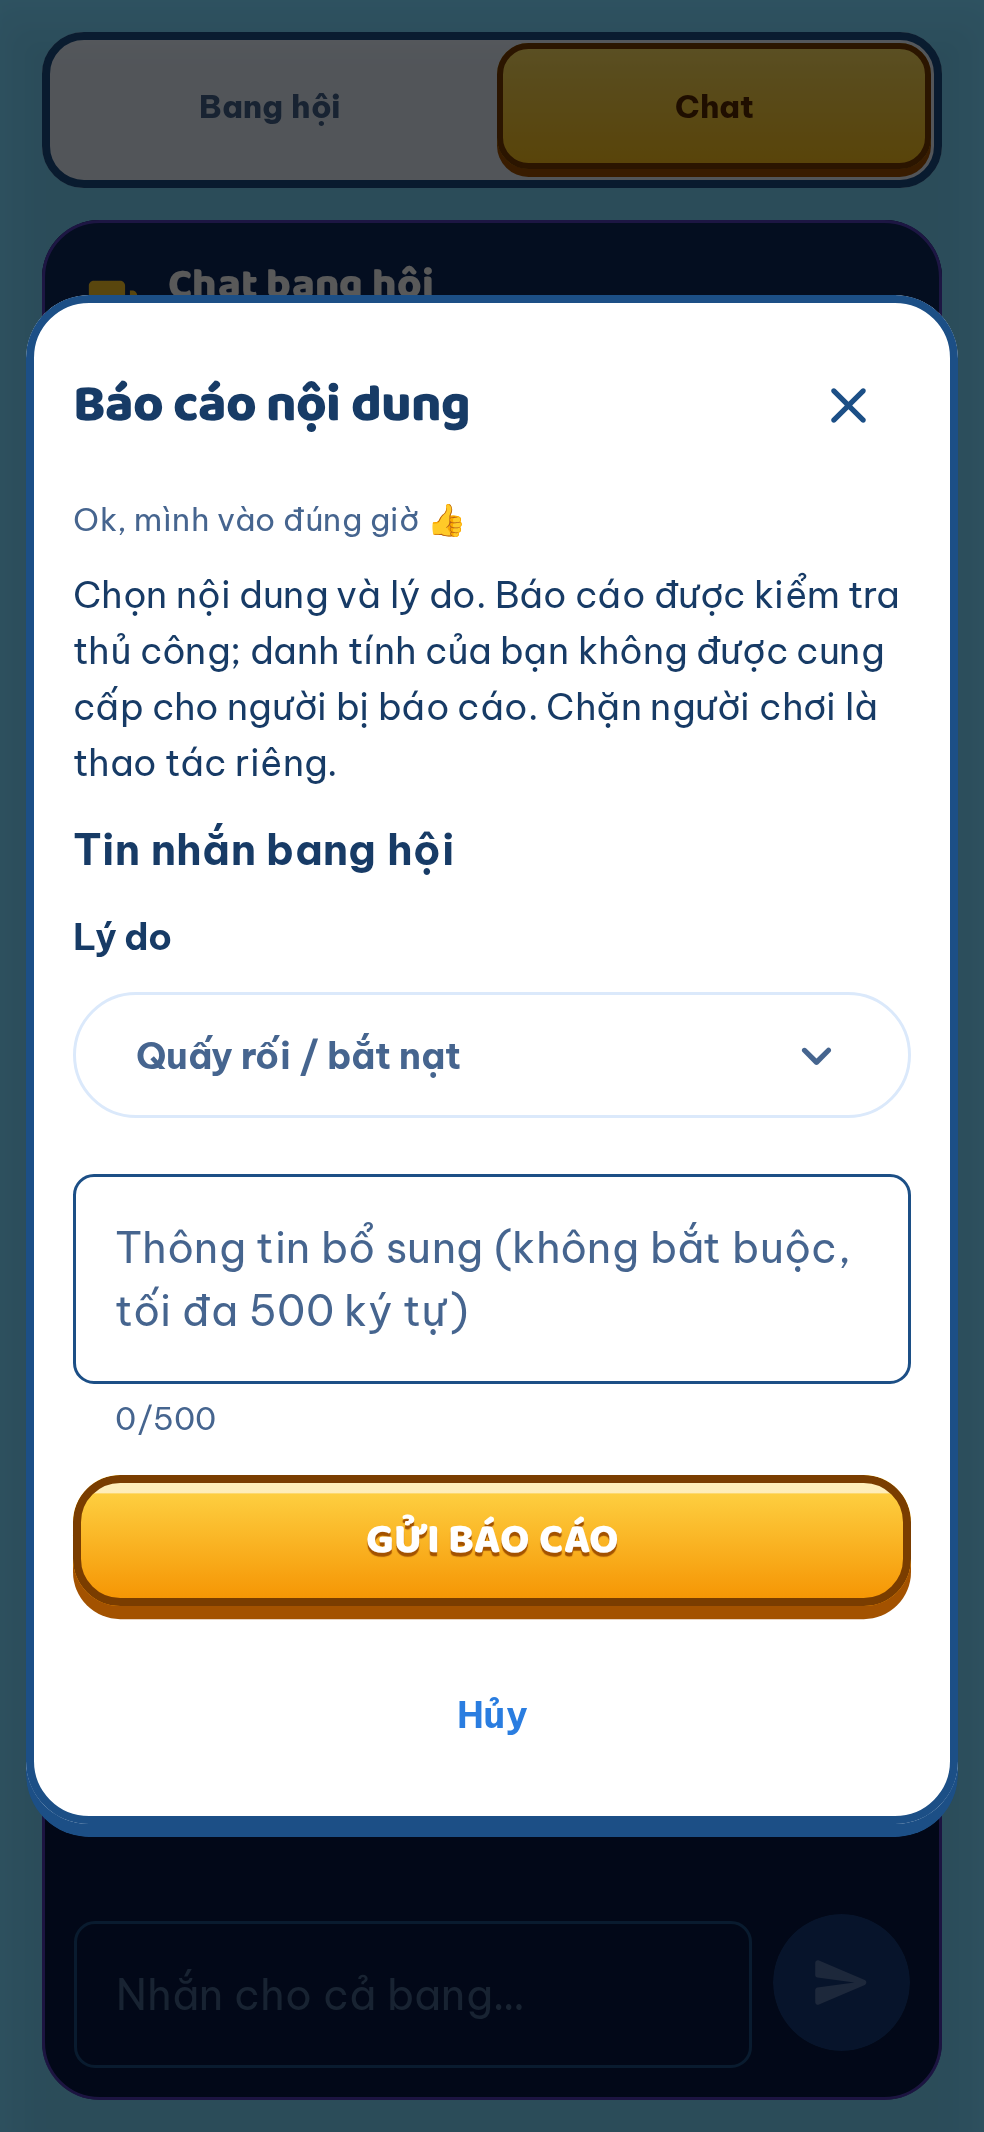 Bang hội
Chat
Chat bang hội
Báo cáo nội dung
Ok, mình vào đúng giờ 👍
Chọn nội dung và lý do. Báo cáo được kiểm tra
thủ công; danh tính của bạn không được cung
cấp cho người bị báo cáo. Chặn người chơi là
thao tác riêng.
Tin nhắn bang hội
Lý do
Quấy rối / bắt nạt
Thông tin bổ sung (không bắt buộc,
tối đa 500 ký tự)
0/500
GỬI BÁO CÁO
Hủy
Nhắn cho cả bang...